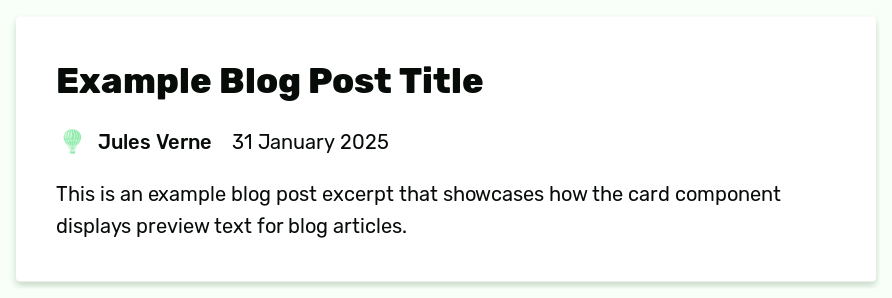 Example Blog Post Title
Jules Verne 31 January 2025
This is an example blog post excerpt that showcases how the card component
displays preview text for blog articles.